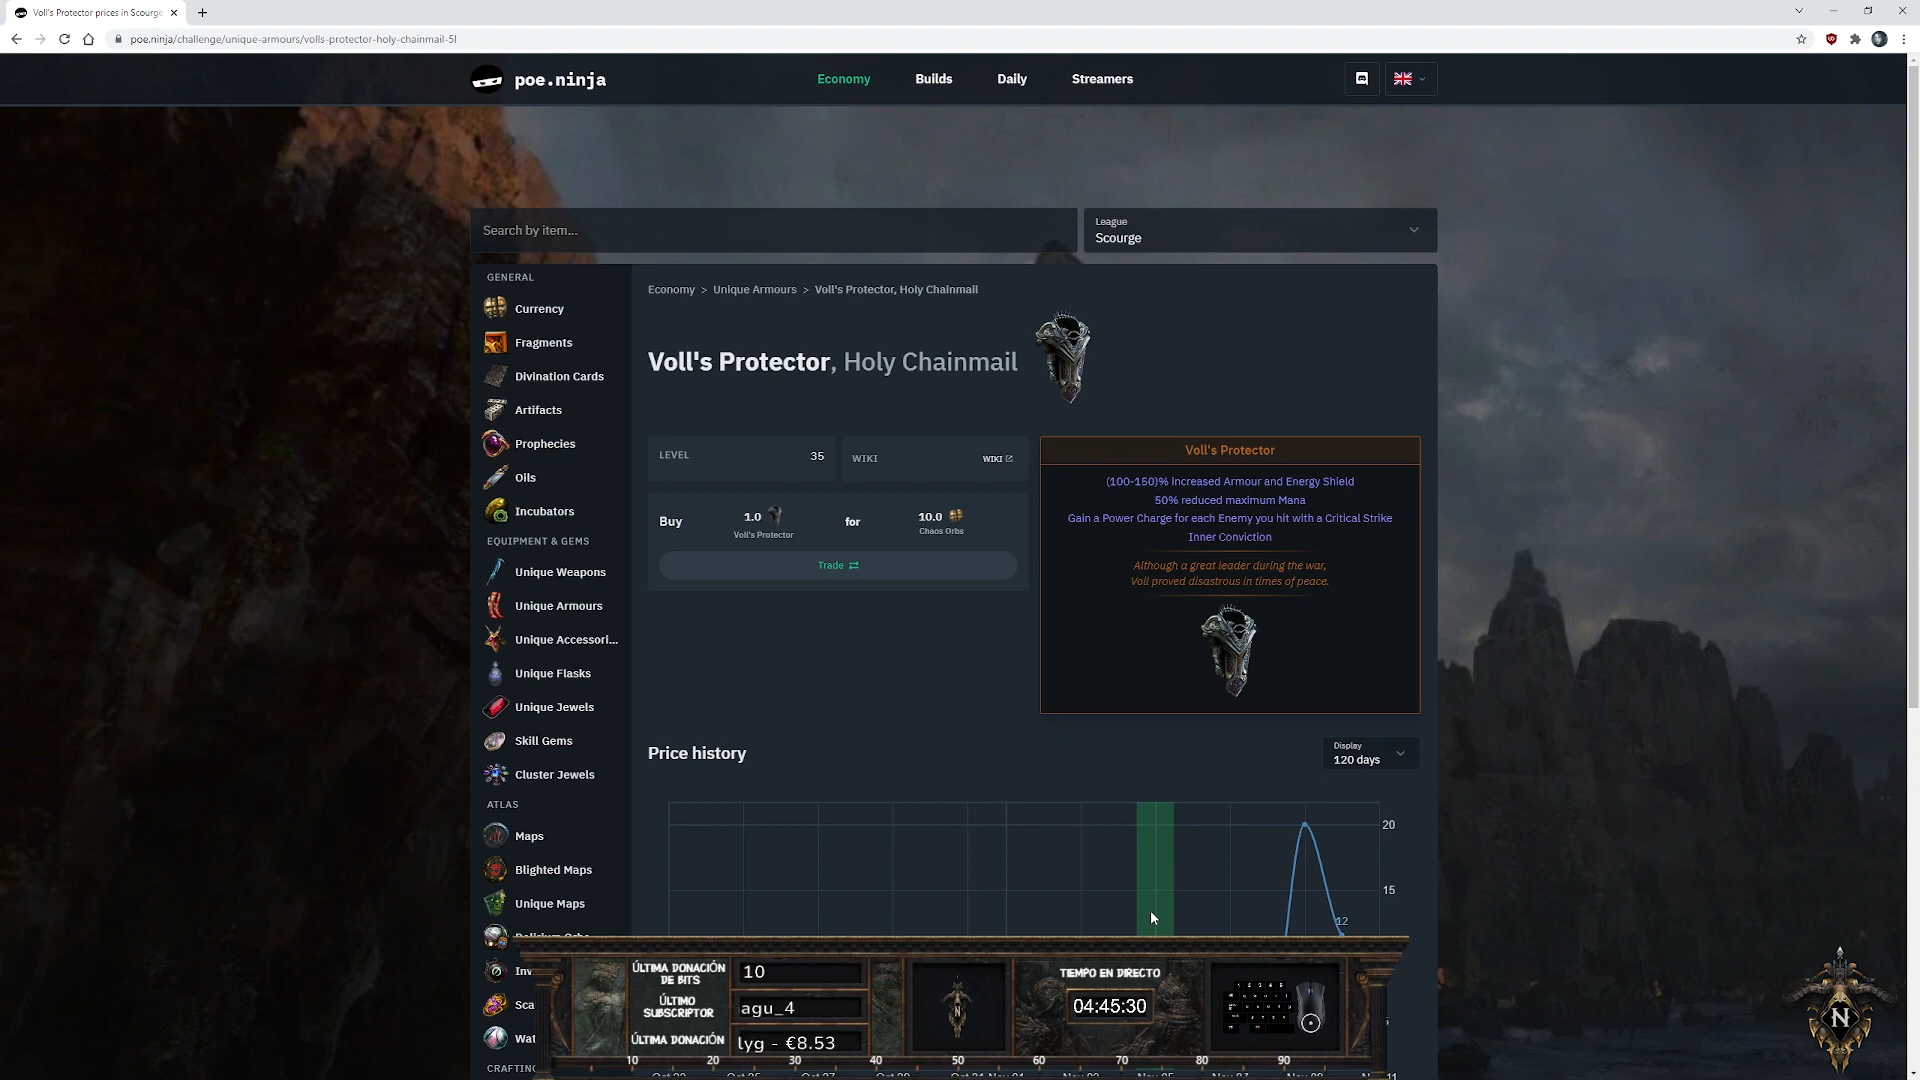 Voll's Protector prices in Scourge
poe.ninja/challenge/unique-armours/volls-protector-holy-chainmail-5l
poe.ninja
Economy
Builds
Daily
Streamers
Search by item...
League
Scourge
GENERAL
Currency
Fragments
Divination Cards
Artifacts
Prophecies
Oils
Incubators
EQUIPMENT & GEMS
Unique Weapons
Unique Armours
Unique Accessori...
Unique Flasks
Unique Jewels
Skill Gems
Cluster Jewels
ATLAS
Maps
Blighted Maps
Unique Maps
Delirium Orbs
Inv
Sca
Wat
CRAFTING
Economy > Unique Armours > Voll's Protector, Holy Chainmail
Voll's Protector, Holy Chainmail
LEVEL 35
WIKI WIKI
Buy 1.0 for 10.0
Voll's Protector Chaos Orbs
Trade
Voll's Protector
(100-150)% Increased Armour and Energy Shield
50% reduced maximum Mana
Gain a Power Charge for each Enemy you hit with a Critical Strike
Inner Conviction
Although a great leader during the war,
Voll proved disastrous in times of peace.
Price history
Display
120 days
20
15
12
ÚLTIMA DONACIÓN
DE BITS
10
ÚLTIMO
SUBSCRIPTOR
agu_4
ÚLTIMA DONACIÓN
lyg - €8.53
TIEMPO EN DIRECTO
04:45:30
N
10 20 30 40 50 60 70 80 90
N